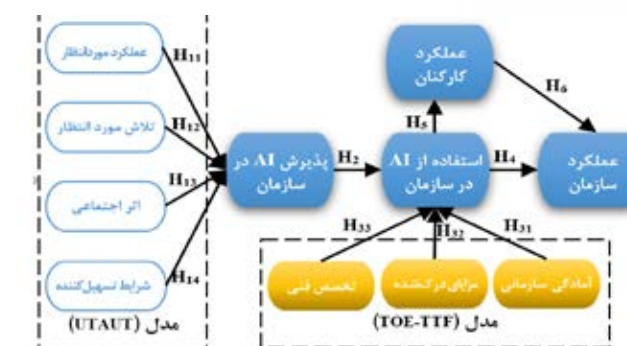 عملکرد موردانتظار
تلاش مورد انتظار
اثر اجتماعی
شرایط تسهیل‌کننده
مدل (UTAUT)
H11
H12
H13
H14
پذیرش AI در
سازمان
H2
استفاده از AI
در سازمان
H5
عملکرد
کارکنان
H6
H4
عملکرد
سازمان
H33
H32
H31
تخصص فنی
مزایای درک‌شده
آمادگی سازمانی
مدل (TOE-TTF)